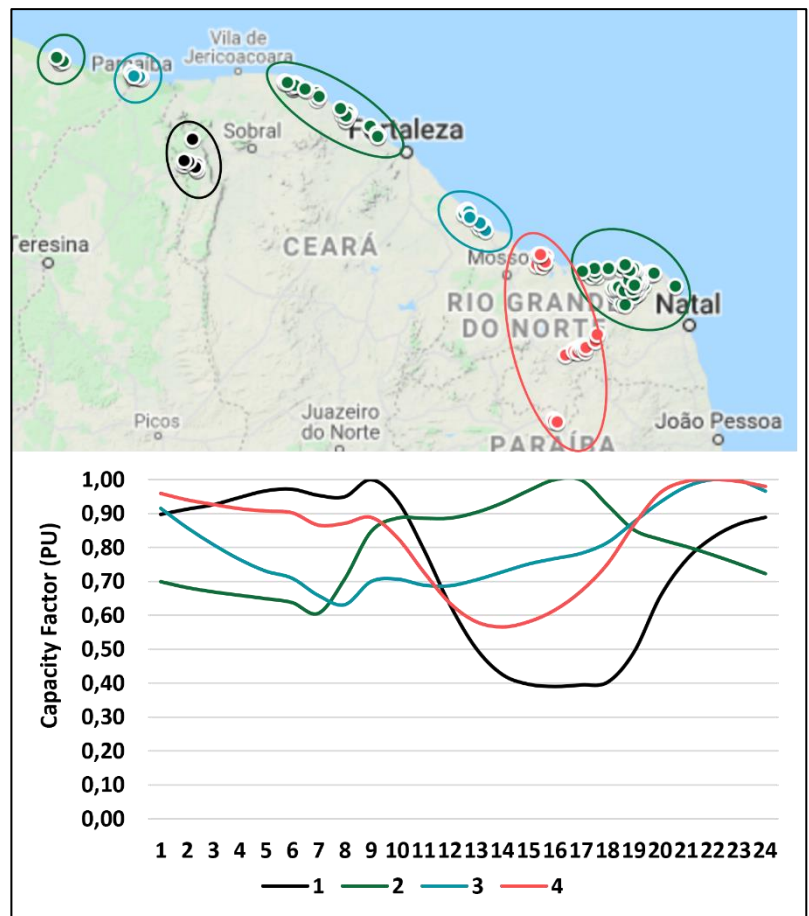 Vila de
Jericoacoara
Parnaíba
Sobral
Fortaleza
Teresina
CEARÁ
Mosso
RIO GRANDE
DO NORTE
Natal
Picos
Juazeiro
do Norte
João Pessoa
PARAÍBA
1,00
0,90
0,80
0,70
0,60
0,50
0,40
0,30
0,20
0,10
0,00
Capacity Factor (PU)
1 2 3 4 5 6 7 8 9 10 11 12 13 14 15 16 17 18 19 20 21 22 23 24
1 2 3 4